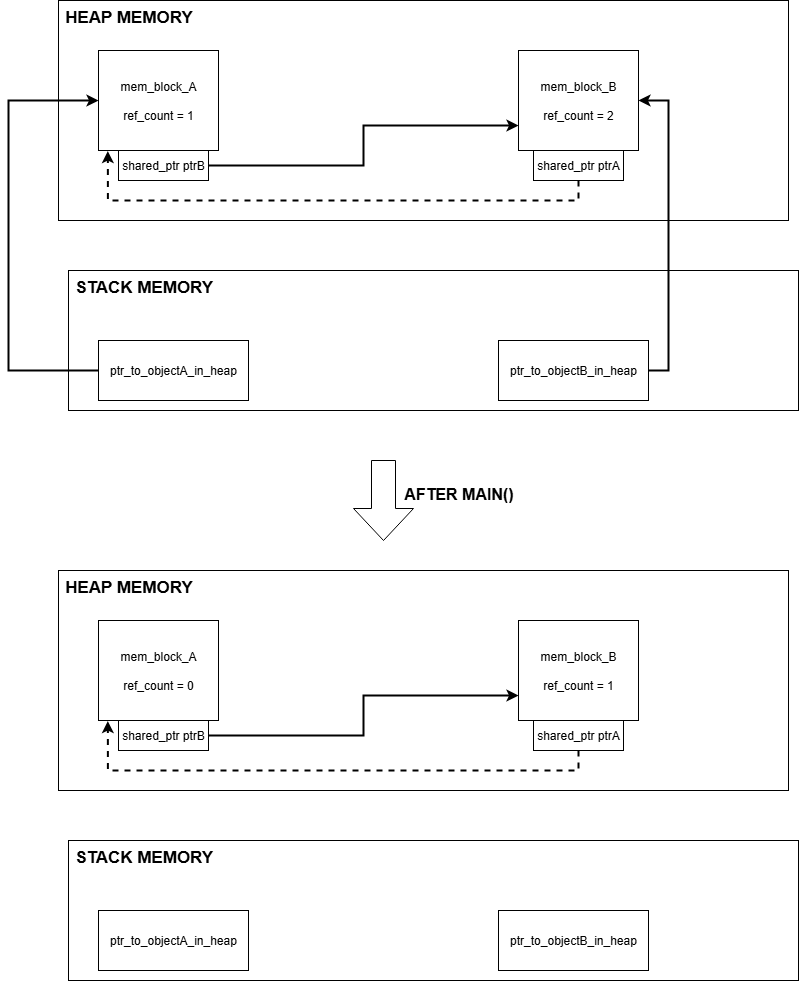 HEAP MEMORY
mem_block_A
ref_count = 1
shared_ptr ptrB
mem_block_B
ref_count = 2
shared_ptr ptrA
STACK MEMORY
ptr_to_objectA_in_heap
ptr_to_objectB_in_heap
AFTER MAIN()
HEAP MEMORY
mem_block_A
ref_count = 0
shared_ptr ptrB
mem_block_B
ref_count = 1
shared_ptr ptrA
STACK MEMORY
ptr_to_objectA_in_heap
ptr_to_objectB_in_heap